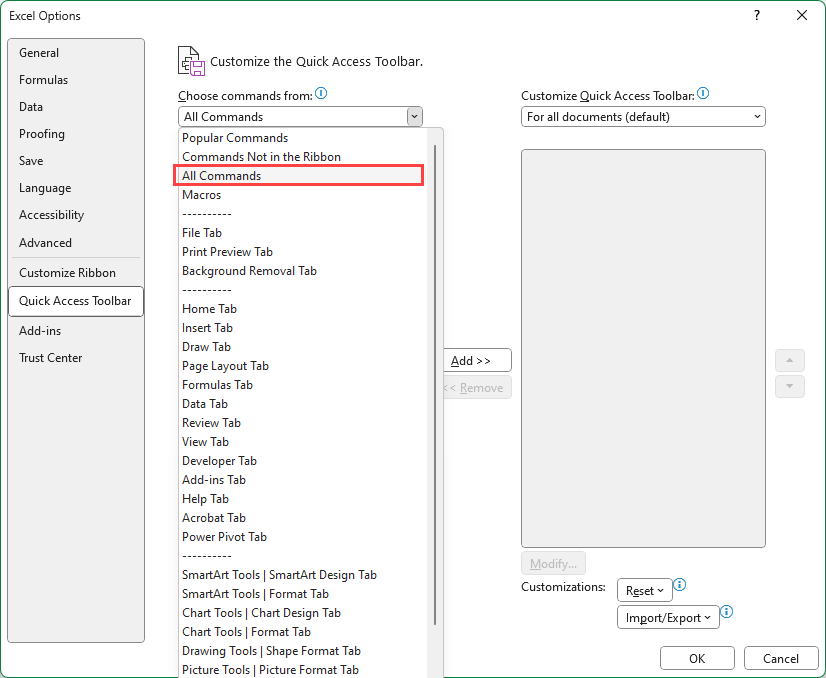 Excel Options
?
General
Formulas
Data
Proofing
Save
Language
Accessibility
Advanced
Customize Ribbon
Quick Access Toolbar
Add-ins
Trust Center
Customize the Quick Access Toolbar.
Choose commands from:
All Commands
Popular Commands
Commands Not in the Ribbon
All Commands
Macros
----------
File Tab
Print Preview Tab
Background Removal Tab
----------
Home Tab
Insert Tab
Draw Tab
Page Layout Tab
Formulas Tab
Data Tab
Review Tab
View Tab
Developer Tab
Add-ins Tab
Help Tab
Acrobat Tab
Power Pivot Tab
----------
SmartArt Tools | SmartArt Design Tab
SmartArt Tools | Format Tab
Chart Tools | Chart Design Tab
Chart Tools | Format Tab
Drawing Tools | Shape Format Tab
Picture Tools | Picture Format Tab
Add >>
<< Remove
Customize Quick Access Toolbar:
For all documents (default)
Modify...
Customizations:
Reset
Import/Export
OK
Cancel